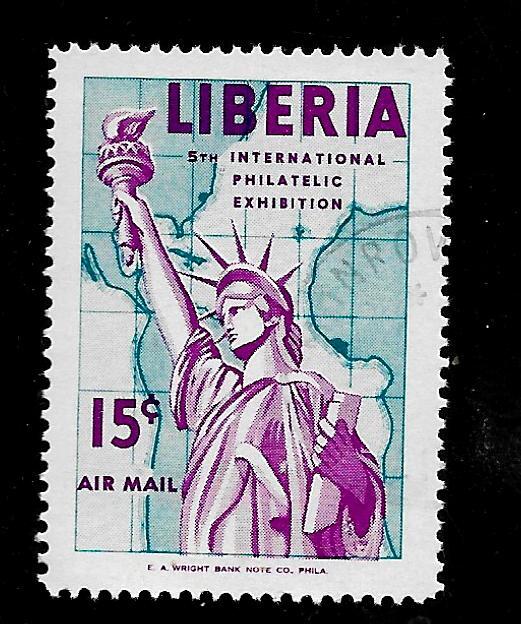 LIBERIA
5TH INTERNATIONAL
PHILATELIC
EXHIBITION
15¢
AIR MAIL
E. A. WRIGHT BANK NOTE CO., PHILA.